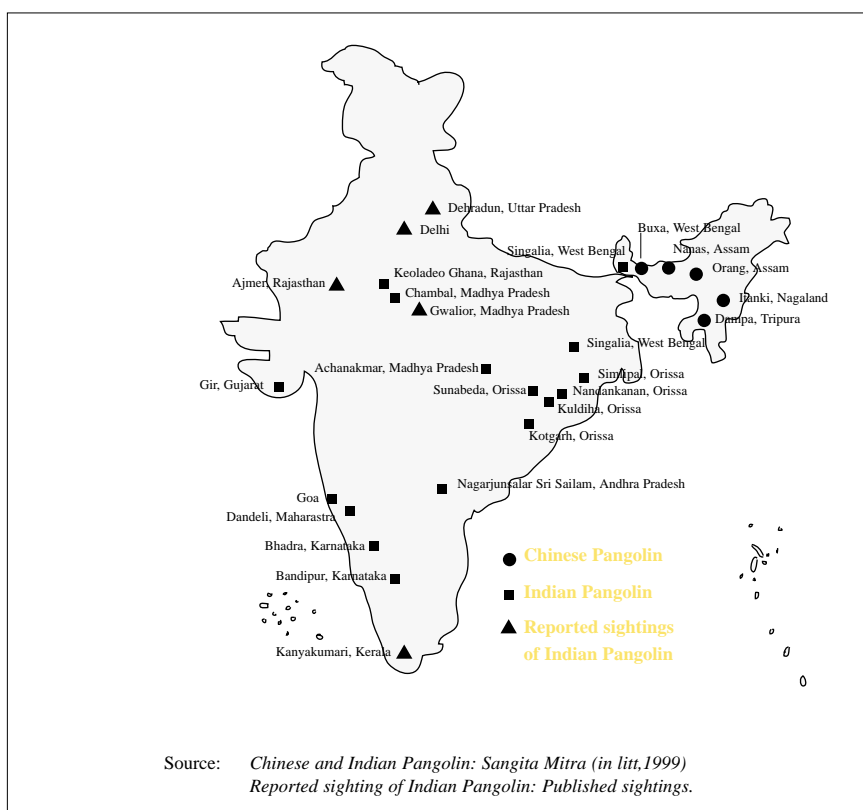 Dehradun, Uttar Pradesh
Delhi
Buxa, West Bengal
Nanas, Assam
Singalia, West Bengal
Orang, Assam
Keoladeo Ghana, Rajasthan
Ajmer, Rajasthan
Chambal, Madhya Pradesh
Itanki, Nagaland
Gwalior, Madhya Pradesh
Dampa, Tripura
Singalia, West Bengal
Achanakmar, Madhya Pradesh
Simlipal, Orissa
Gir, Gujarat
Sunabeda, Orissa
Nandankanan, Orissa
Kuldiha, Orissa
Kotgarh, Orissa
Nagarjunsalar Sri Sailam, Andhra Pradesh
Goa
Dandeli, Maharastra
Bhadra, Karnataka
Chinese Pangolin
Bandipur, Karnataka
Indian Pangolin
Reported sightings
of Indian Pangolin
Kanyakumari, Kerala
Source: Chinese and Indian Pangolin: Sangita Mitra (in litt,1999)
Reported sighting of Indian Pangolin: Published sightings.